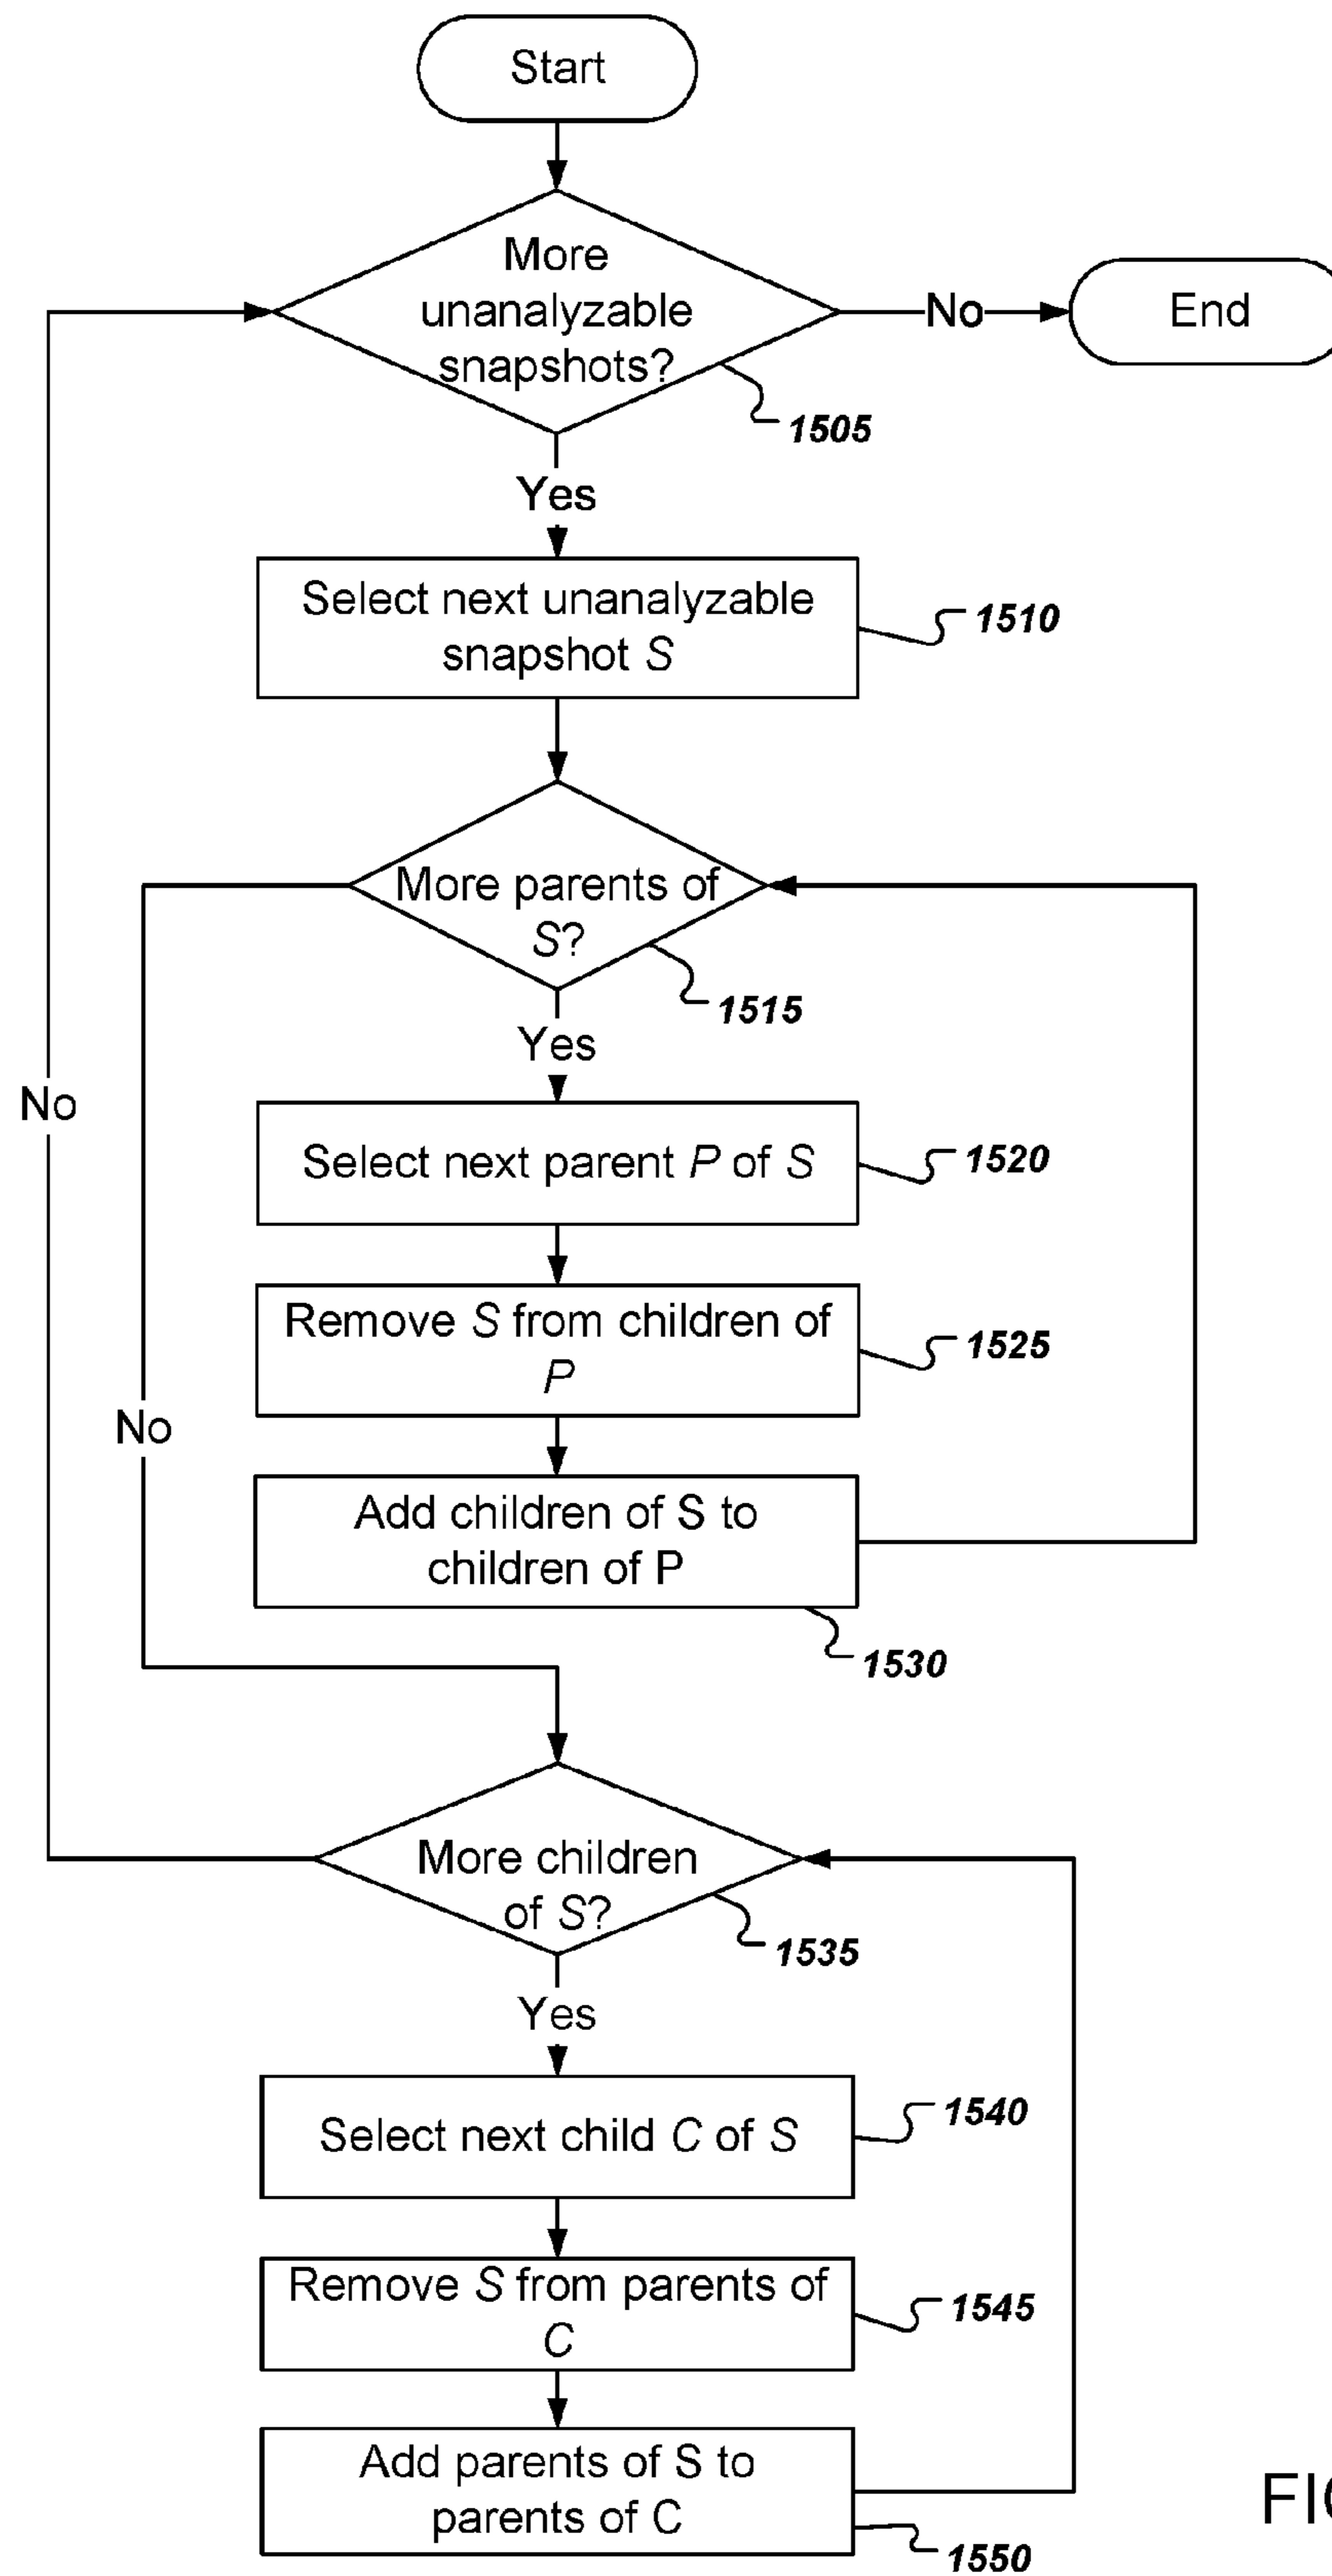 Start
More
unanalyzable
snapshots?
No
End
1505
Yes
Select next unanalyzable
snapshot S
1510
More parents of
S?
1515
Yes
No
Select next parent P of S
1520
Remove S from children of
P
1525
No
Add children of S to
children of P
1530
More children
of S?
1535
Yes
Select next child C of S
1540
Remove S from parents of
C
1545
Add parents of S to
parents of C
1550